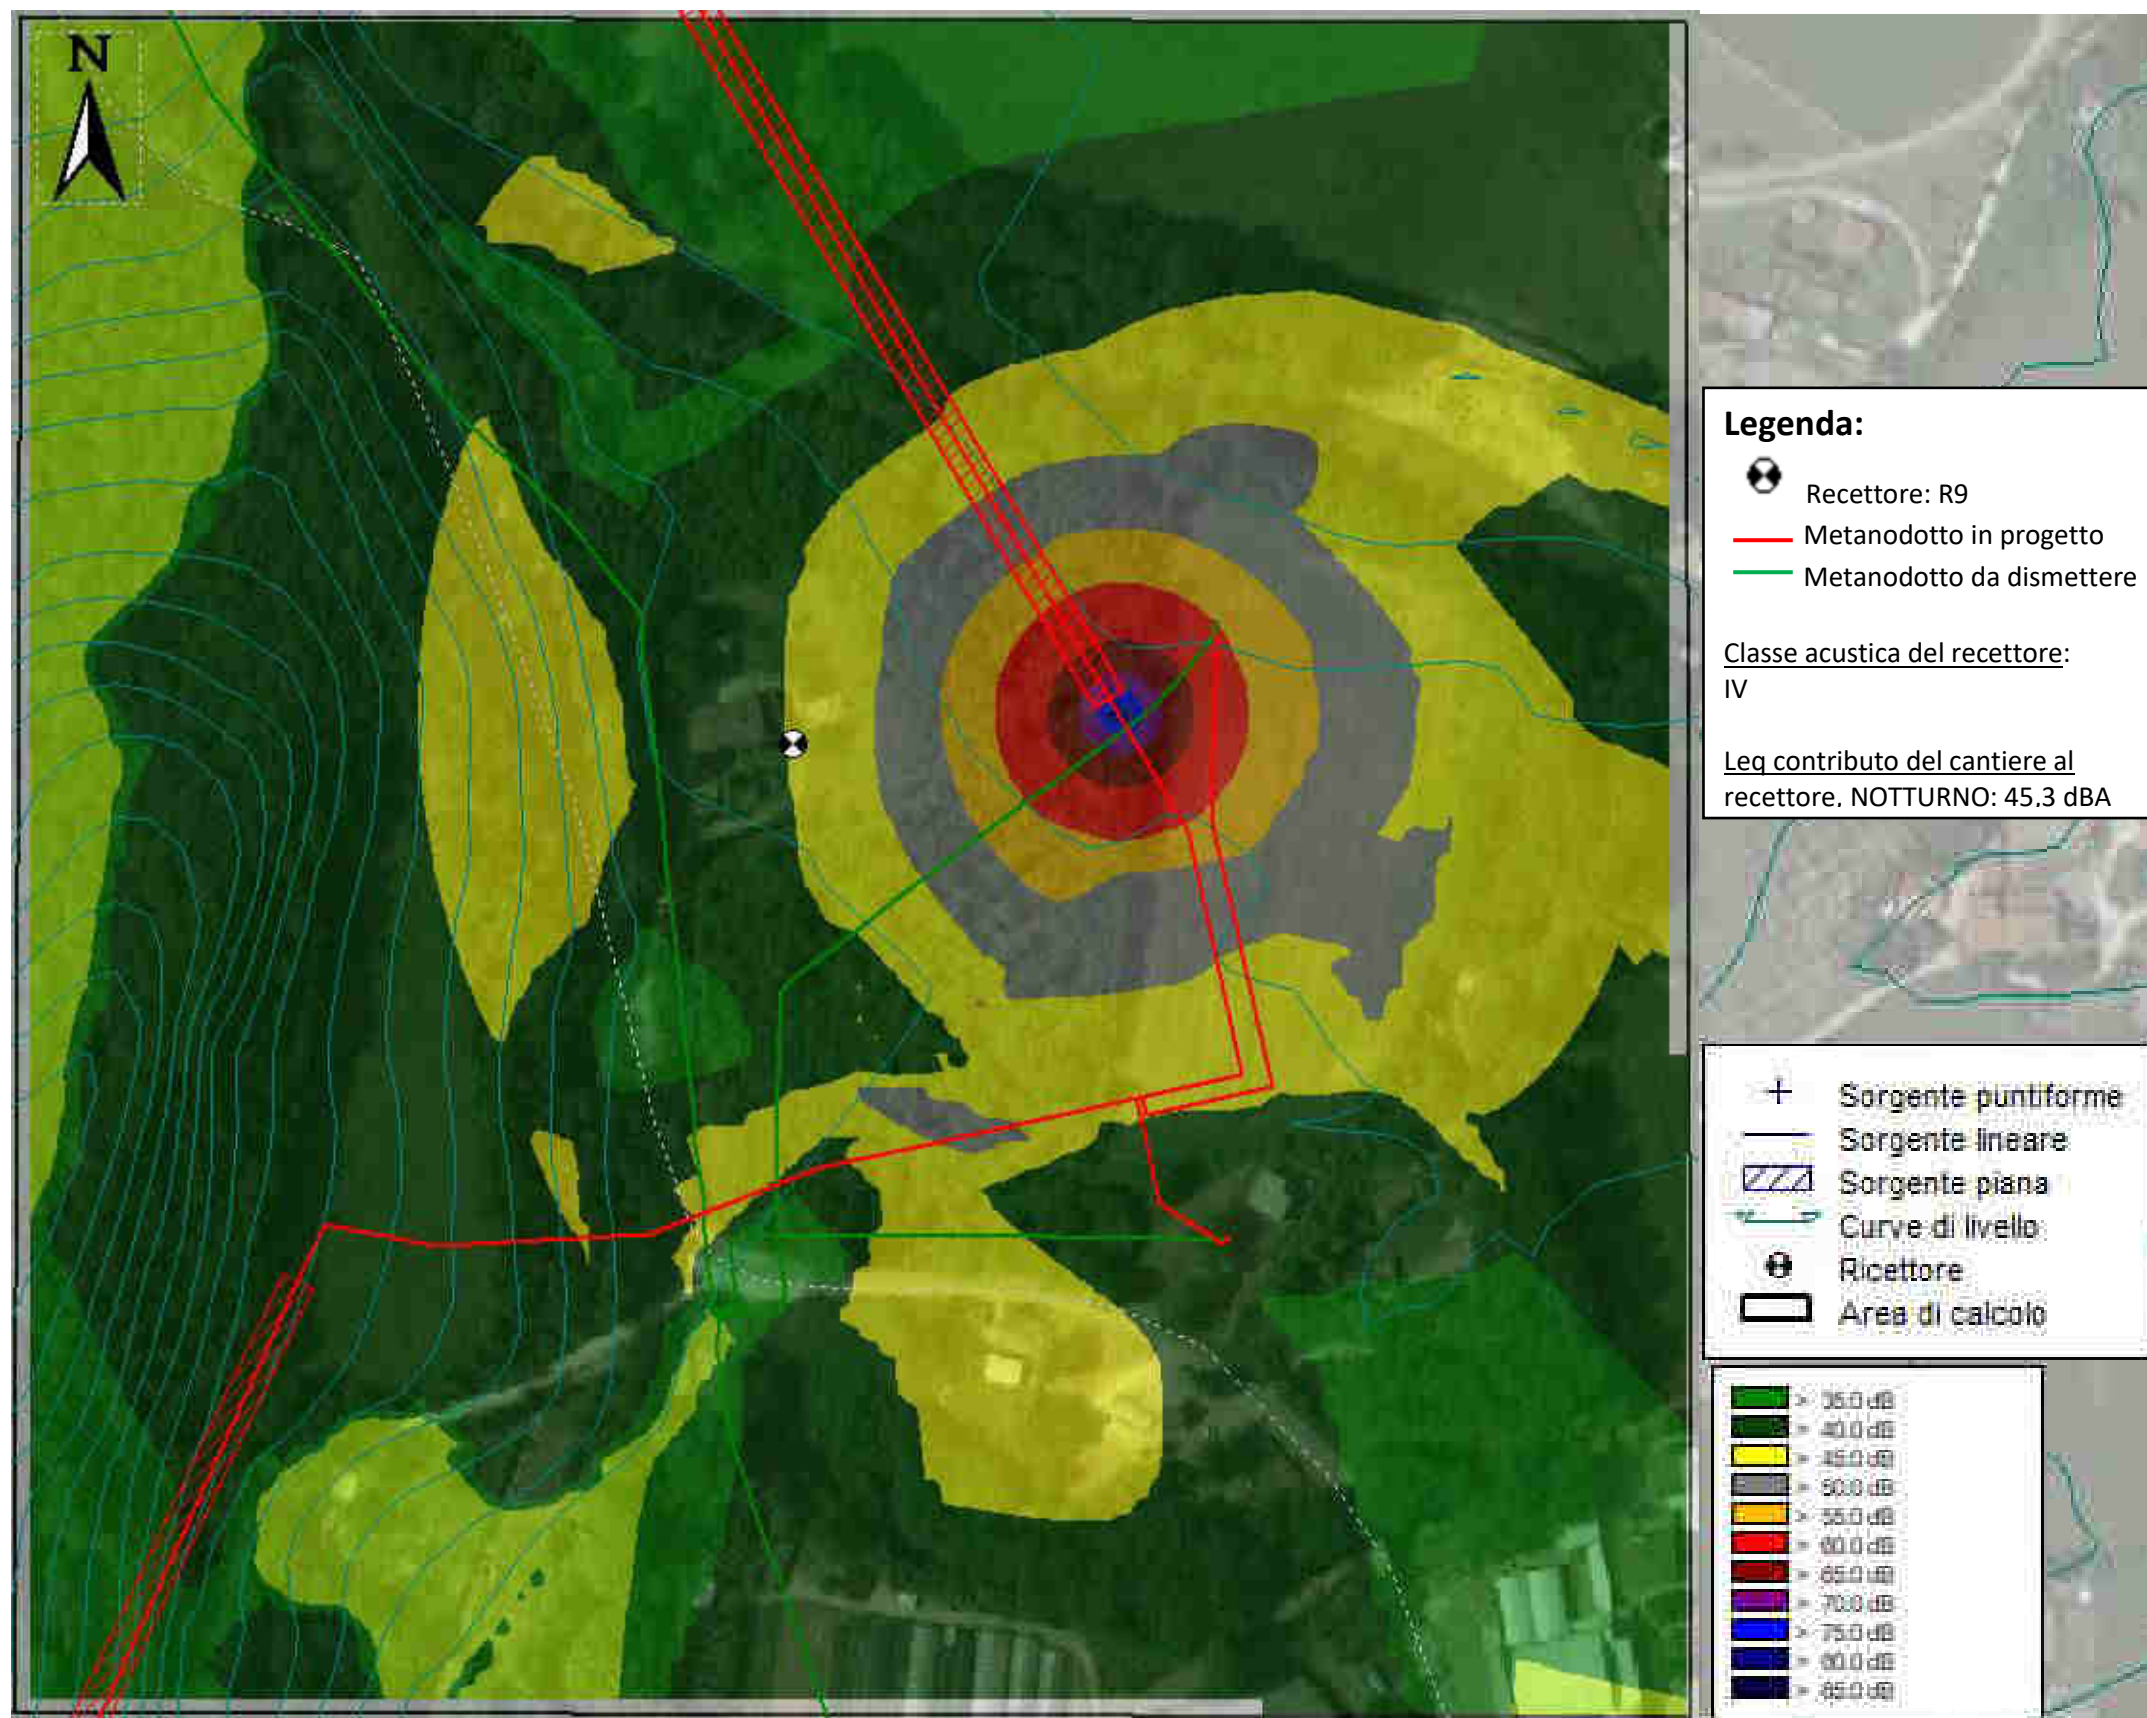 N
Legenda:
Recettore: R9
Metanodotto in progetto
Metanodotto da dismettere
Classe acustica del recettore:
IV
Leq contributo del cantiere al
recettore, NOTTURNO: 45,3 dBA
Sorgente puntiforme
Sorgente lineare
Sorgente piana
Curve di livello
Ricettore
Area di calcolo
> 35.0 dB
> 40.0 dB
> 45.0 dB
> 50.0 dB
> 55.0 dB
> 60.0 dB
> 65.0 dB
> 70.0 dB
> 75.0 dB
> 80.0 dB
> 85.0 dB